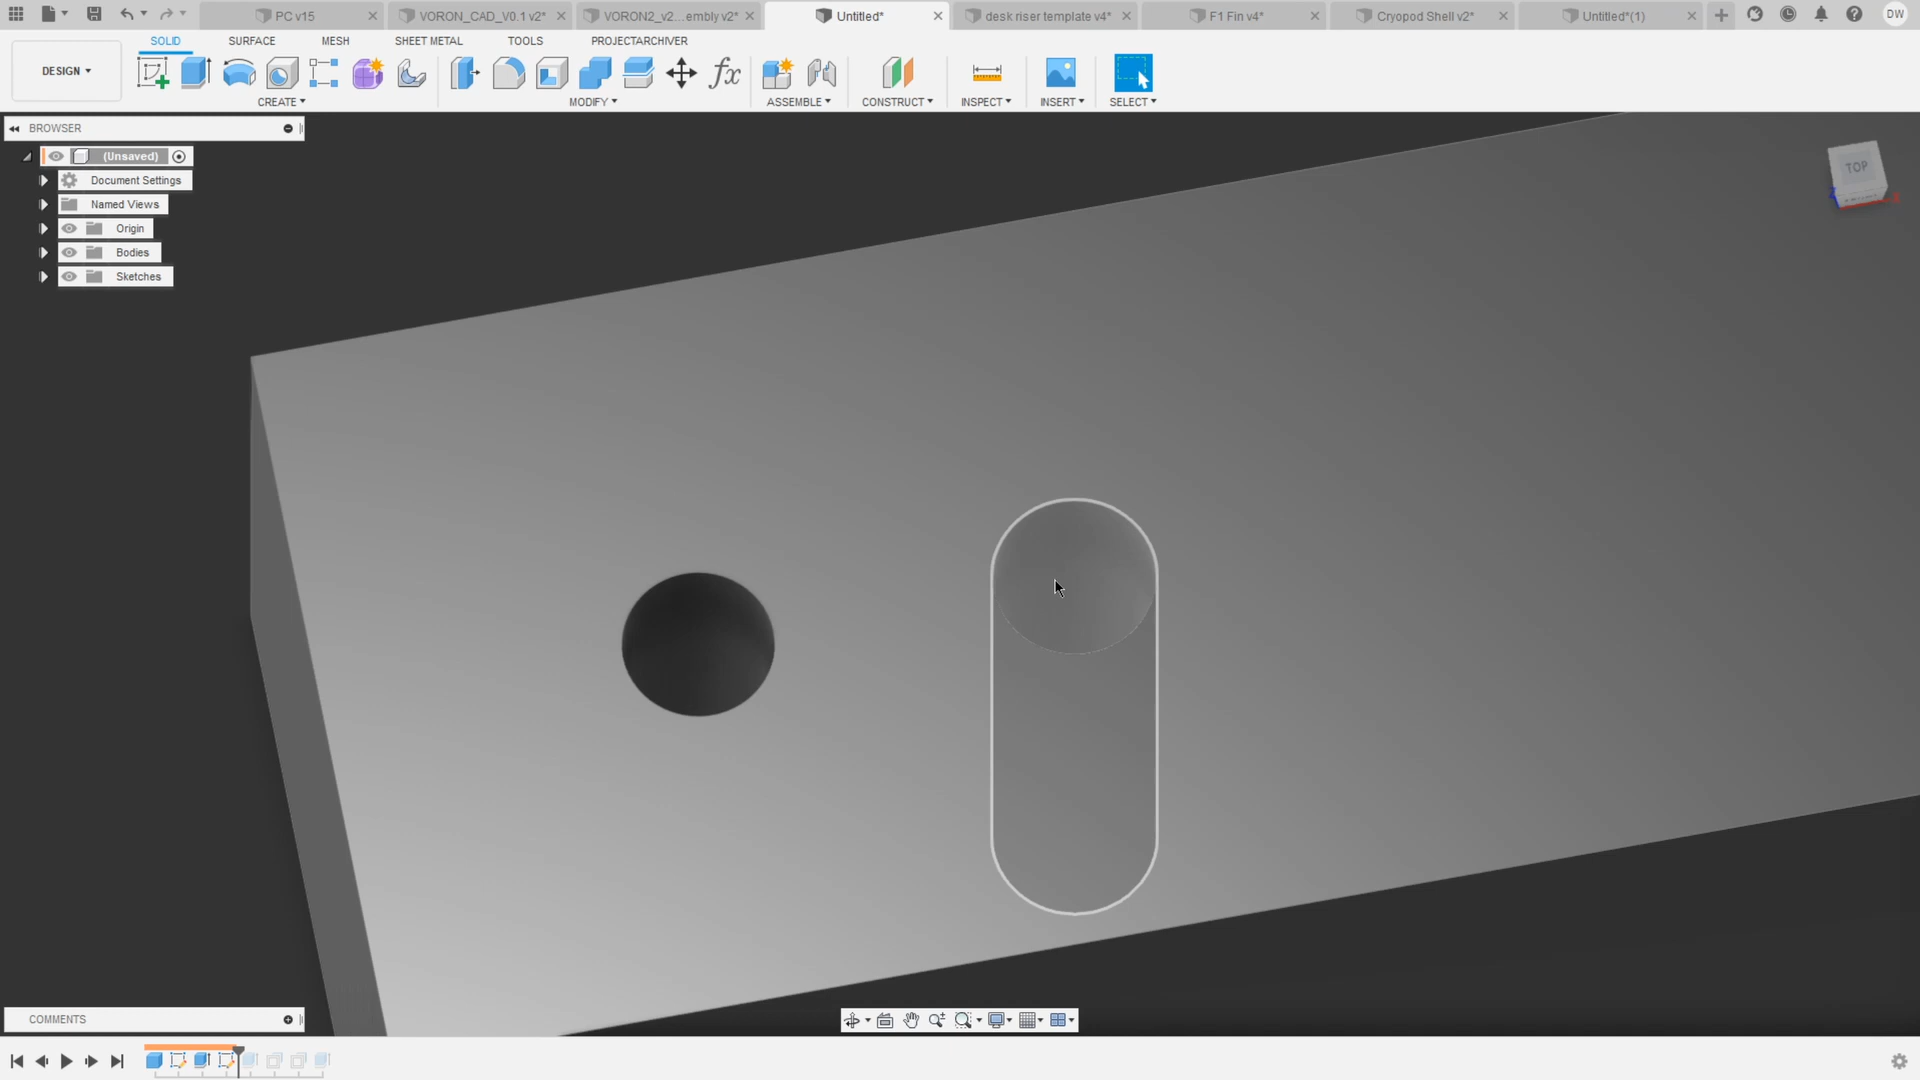 PC v15
VORON_CAD_V0.1 v2*
VORON2_v2...embly v2*
Untitled*
desk riser template v4*
F1 Fin v4*
Cryopod Shell v2*
Untitled*(1)
DW
DESIGN
SOLID
SURFACE
MESH
SHEET METAL
TOOLS
PROJECTARCHIVER
fx
CREATE
MODIFY
ASSEMBLE
CONSTRUCT
INSPECT
INSERT
SELECT
BROWSER
(Unsaved)
Document Settings
Named Views
Origin
Bodies
Sketches
TOP
Z
X
COMMENTS